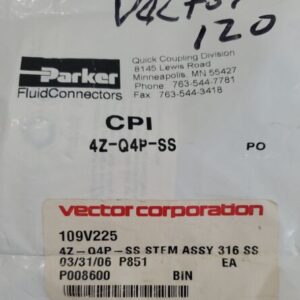 120
Quick Coupling Division
8145 Lewis Road
Minneapolis, MN 55427
Phone 763-544-7781
Fax 763-544-3418
Parker
FluidConnectors
CPI
4Z-Q4P-SS
PO
vector corporation
109V225
4Z-Q4P-SS STEM ASSY 316 SS
03/31/06 P851 EA
P008600 BIN